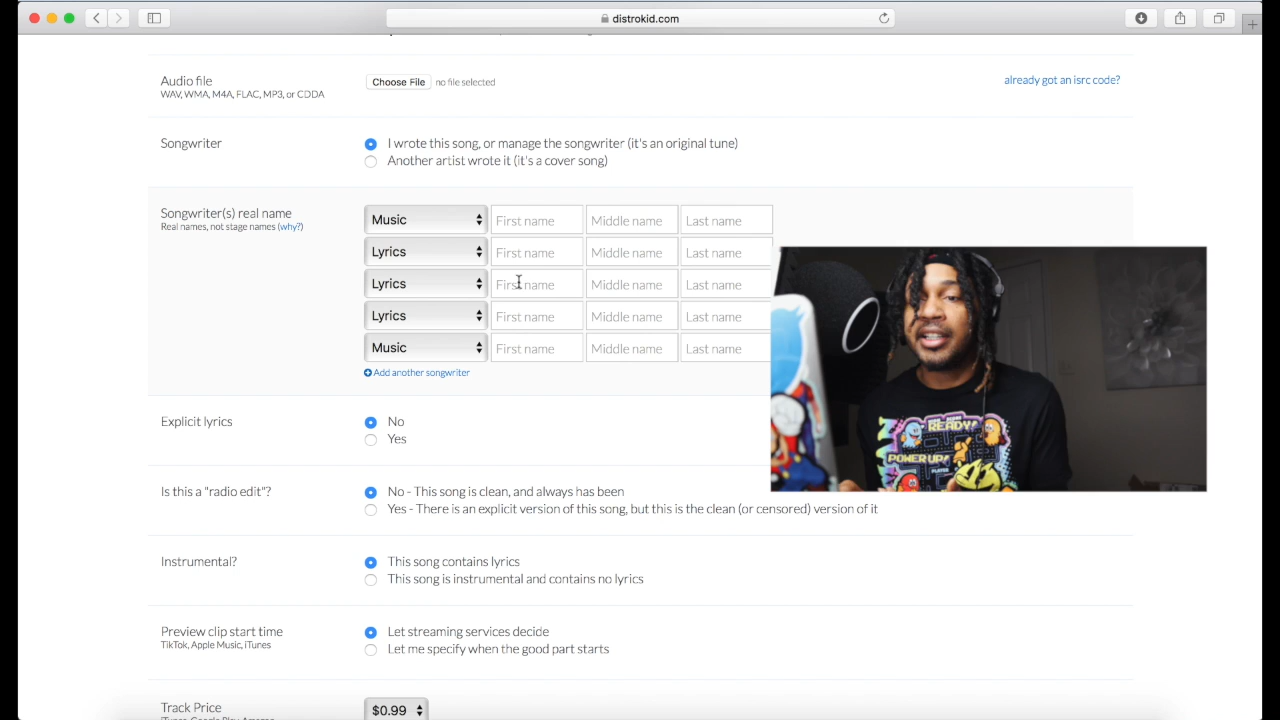 distrokid.com
Audio file
WAV, WMA, M4A, FLAC, MP3, or CDDA
Choose File no file selected
already got an isrc code?
Songwriter
I wrote this song, or manage the songwriter (it's an original tune)
Another artist wrote it (it's a cover song)
Songwriter(s) real name
Real names, not stage names (why?)
Music First name Middle name Last name
Lyrics First name Middle name Last name
Lyrics First name Middle name Last name
Lyrics First name Middle name Last name
Music First name Middle name Last name
Add another songwriter
Explicit lyrics
No
Yes
READY
POWER UP!
PLAYER
Is this a "radio edit"?
No - This song is clean, and always has been
Yes - There is an explicit version of this song, but this is the clean (or censored) version of it
Instrumental?
This song contains lyrics
This song is instrumental and contains no lyrics
Preview clip start time
TikTok, Apple Music, iTunes
Let streaming services decide
Let me specify when the good part starts
Track Price
iTunes, Google Play, Amazon
$0.99